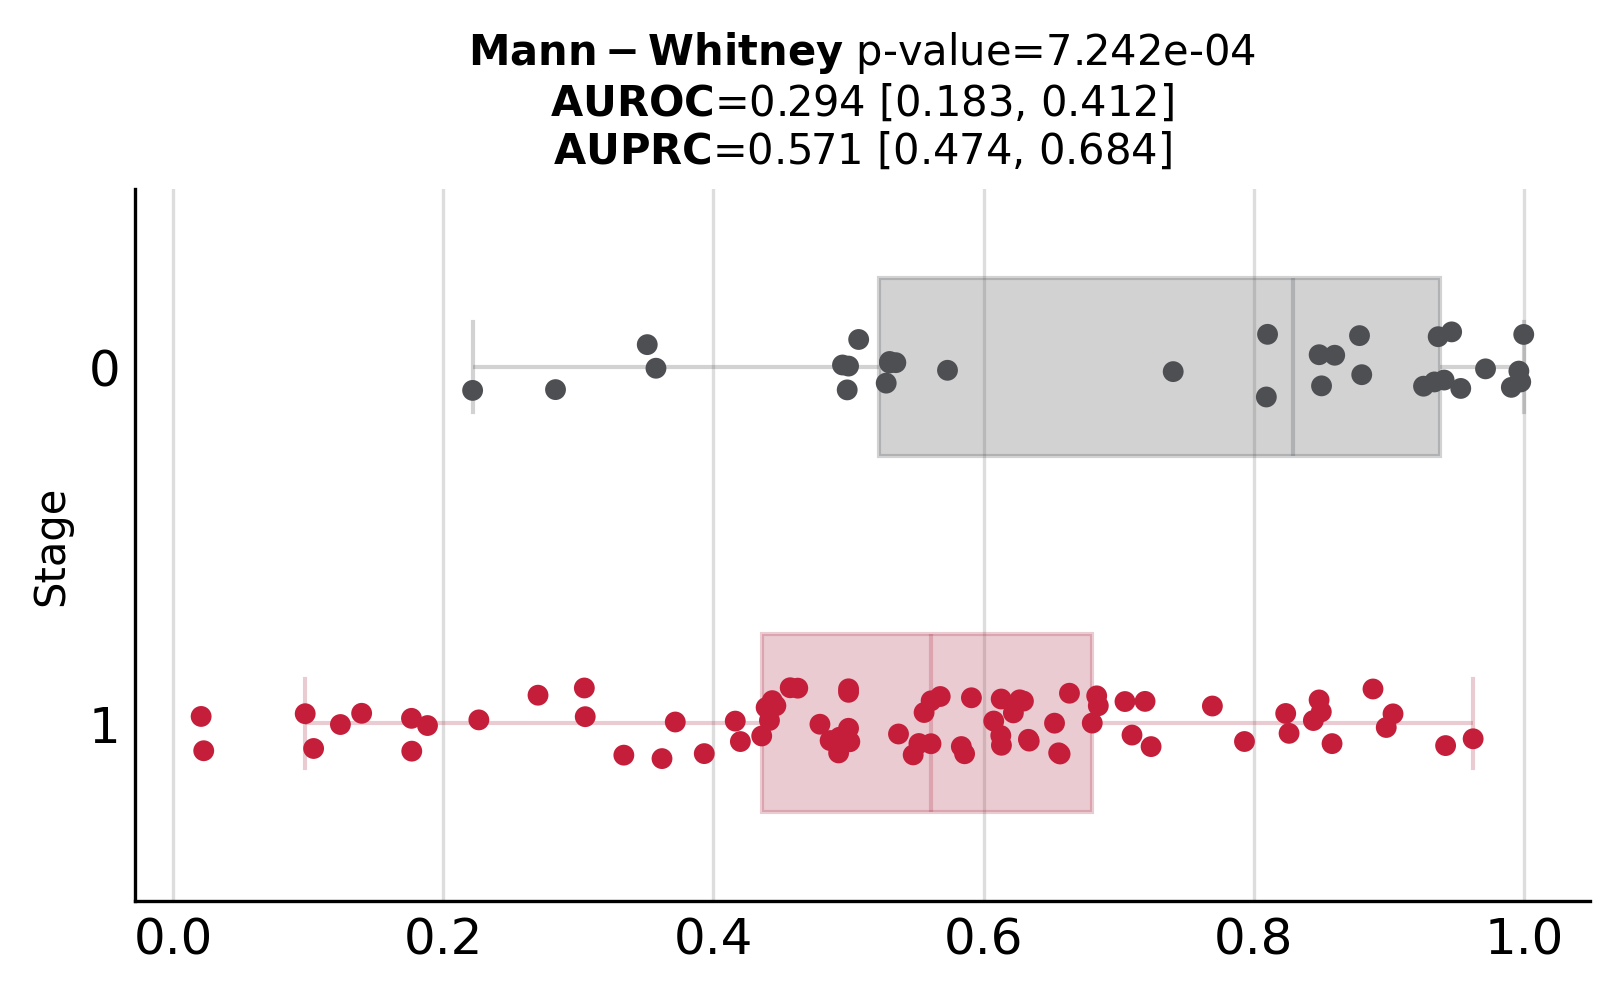 Mann – Whitney p-value=7.242e-04
AUROC=0.294 [0.183, 0.412]
AUPRC=0.571 [0.474, 0.684]
0
Stage
1
0.0 0.2 0.4 0.6 0.8 1.0